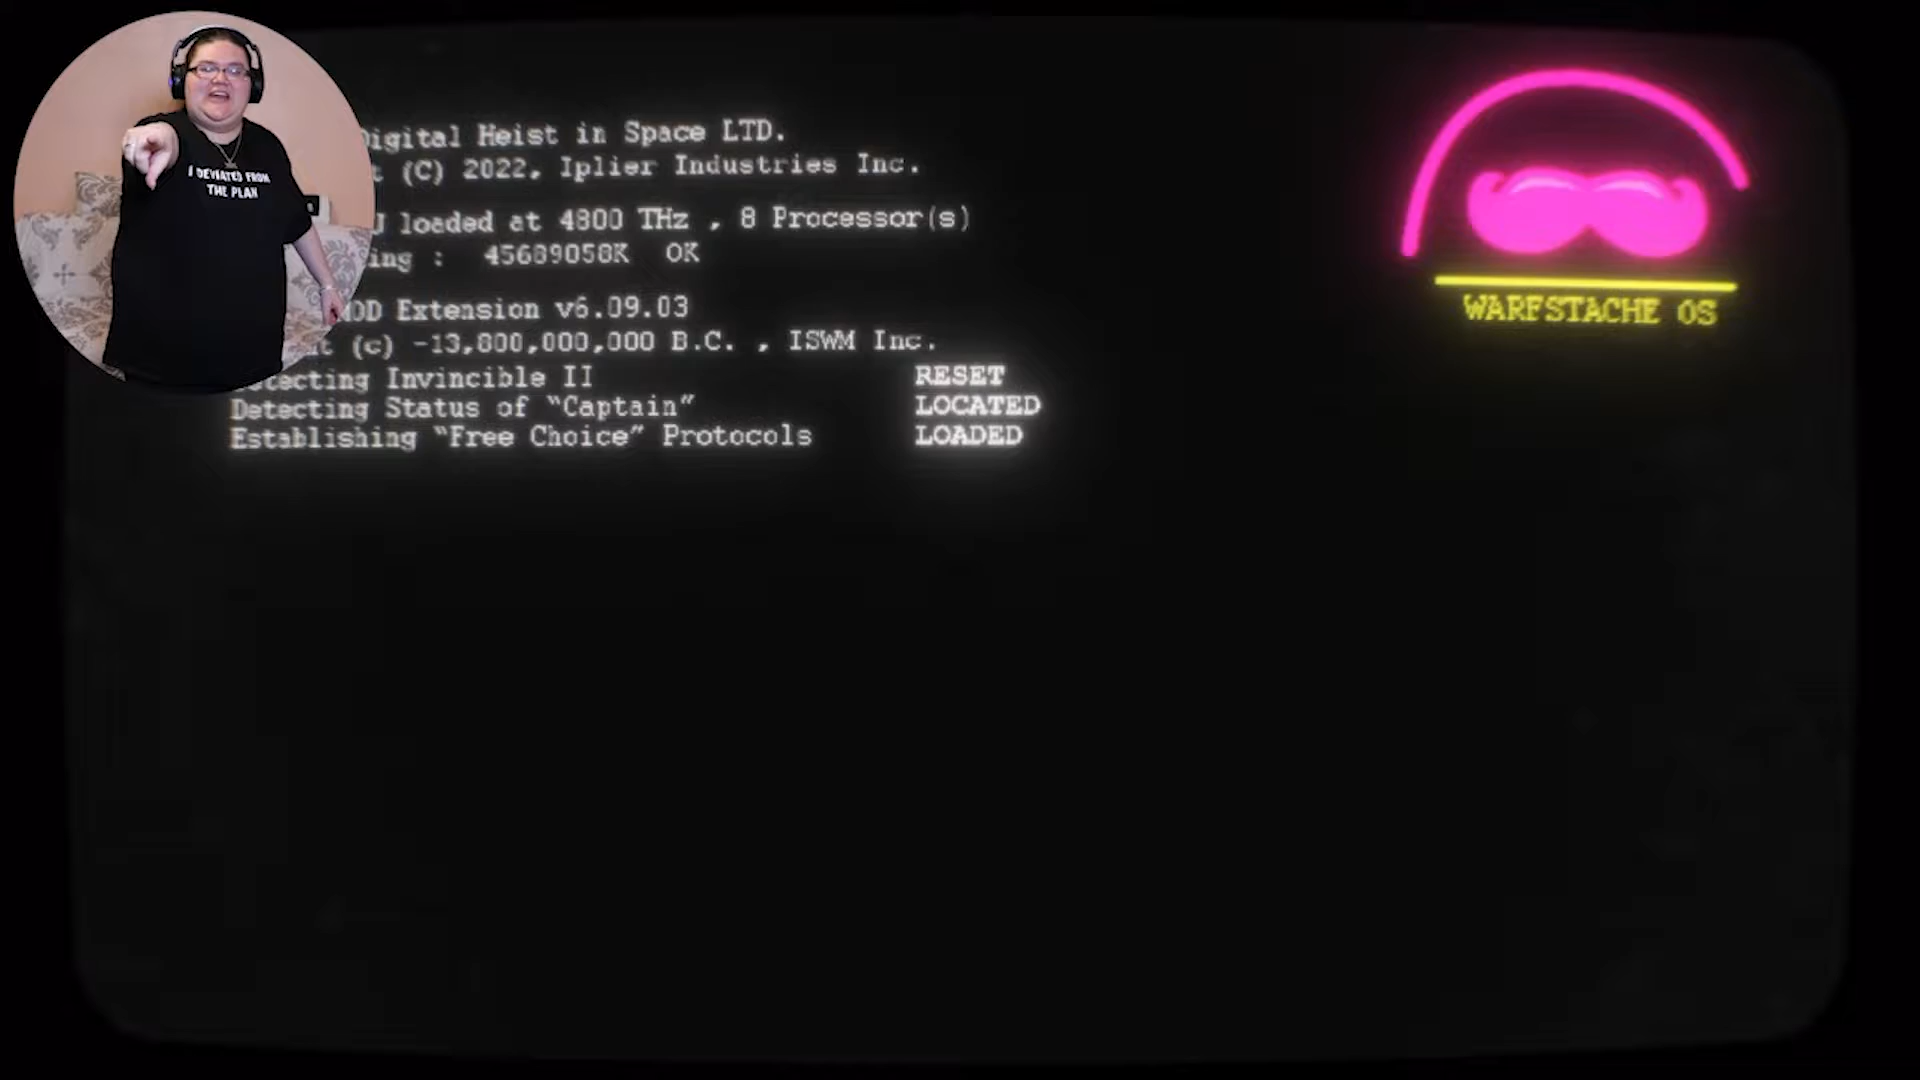 I DEVIATED FROM
THE PLAN
Digital Heist in Space LTD.
(C) 2022, Iplier Industries Inc.
loaded at 4800 THz , 8 Processor(s)
: 45689058K OK
Extension v6.09.03
(c) -13,800,000,000 B.C. , ISWM Inc.
Detecting Invincible II RESET
Detecting Status of “Captain” LOCATED
Establishing “Free Choice” Protocols LOADED
WARFSTACHE OS